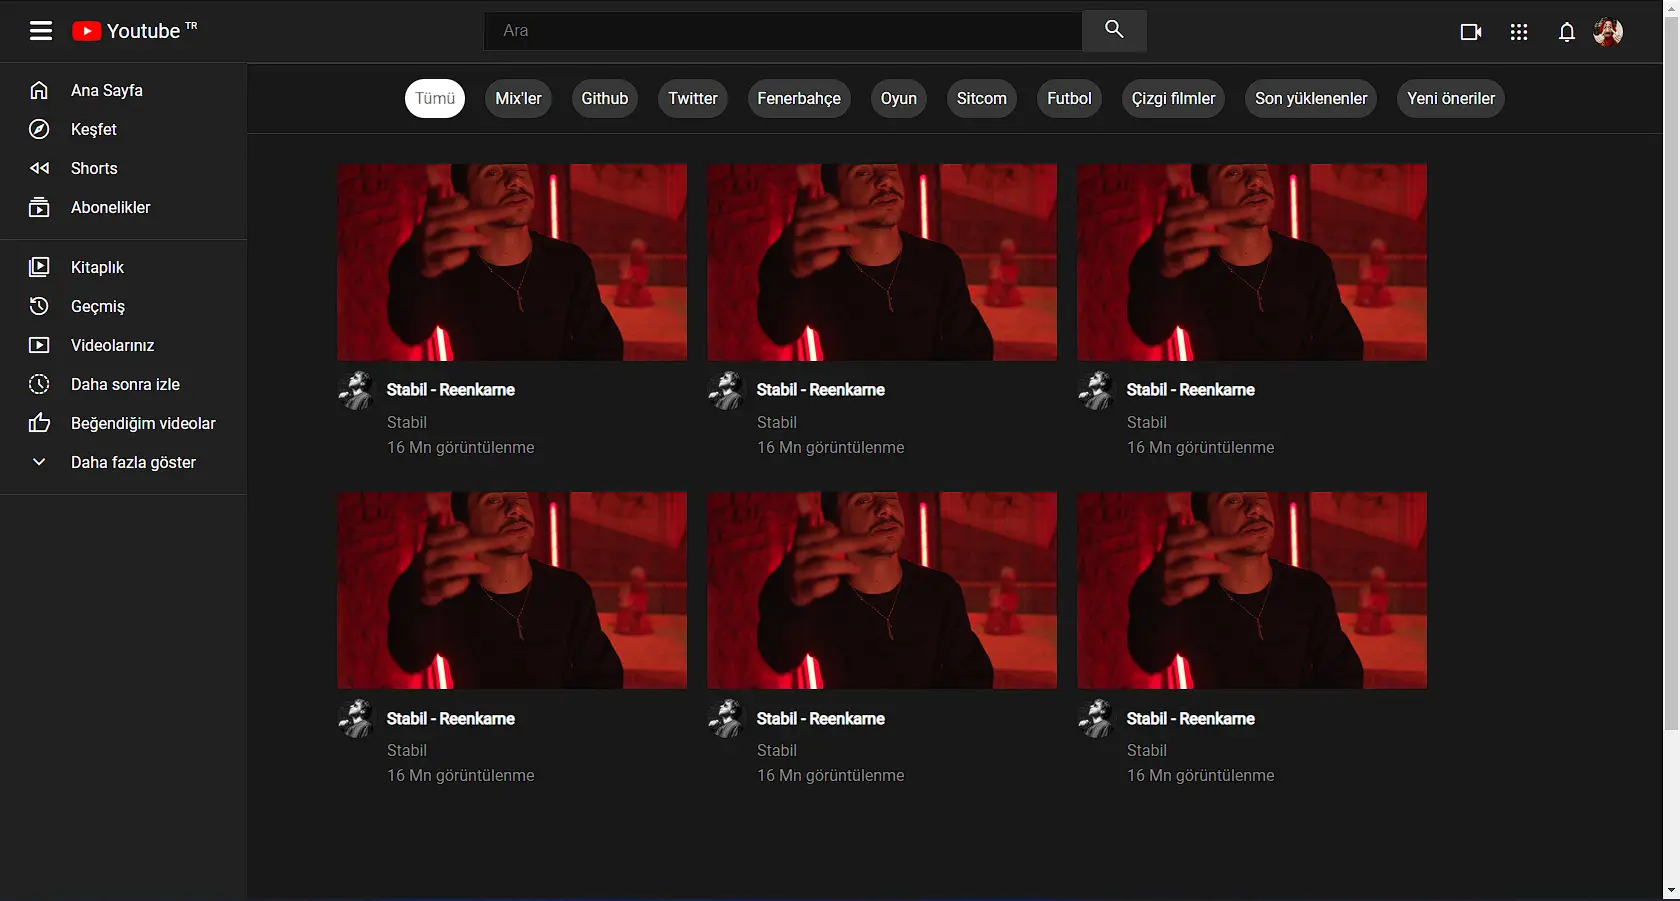 Youtube TR
Ara
Ana Sayfa
Keşfet
Shorts
Abonelikler
Kitaplık
Geçmiş
Videolarınız
Daha sonra izle
Beğendiğim videolar
Daha fazla göster
Tümü Mix'ler Github Twitter Fenerbahçe Oyun Sitcom Futbol Çizgi filmler Son yüklenenler Yeni öneriler
Stabil - Reenkarne
Stabil
16 Mn görüntülenme
Stabil - Reenkarne
Stabil
16 Mn görüntülenme
Stabil - Reenkarne
Stabil
16 Mn görüntülenme
Stabil - Reenkarne
Stabil
16 Mn görüntülenme
Stabil - Reenkarne
Stabil
16 Mn görüntülenme
Stabil - Reenkarne
Stabil
16 Mn görüntülenme